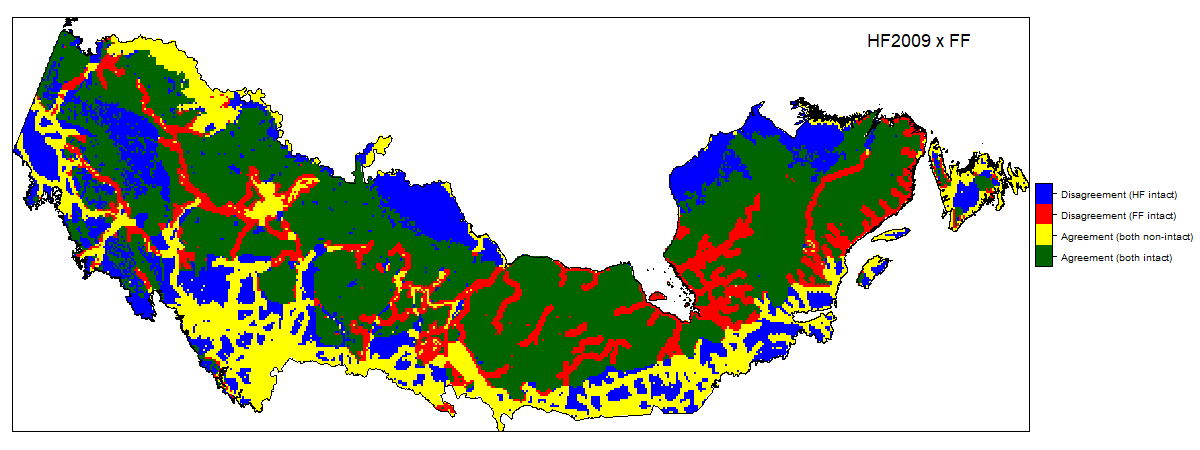 HF2009 x FF
Disagreement (HF intact)
Disagreement (FF intact)
Agreement (both non-intact)
Agreement (both intact)